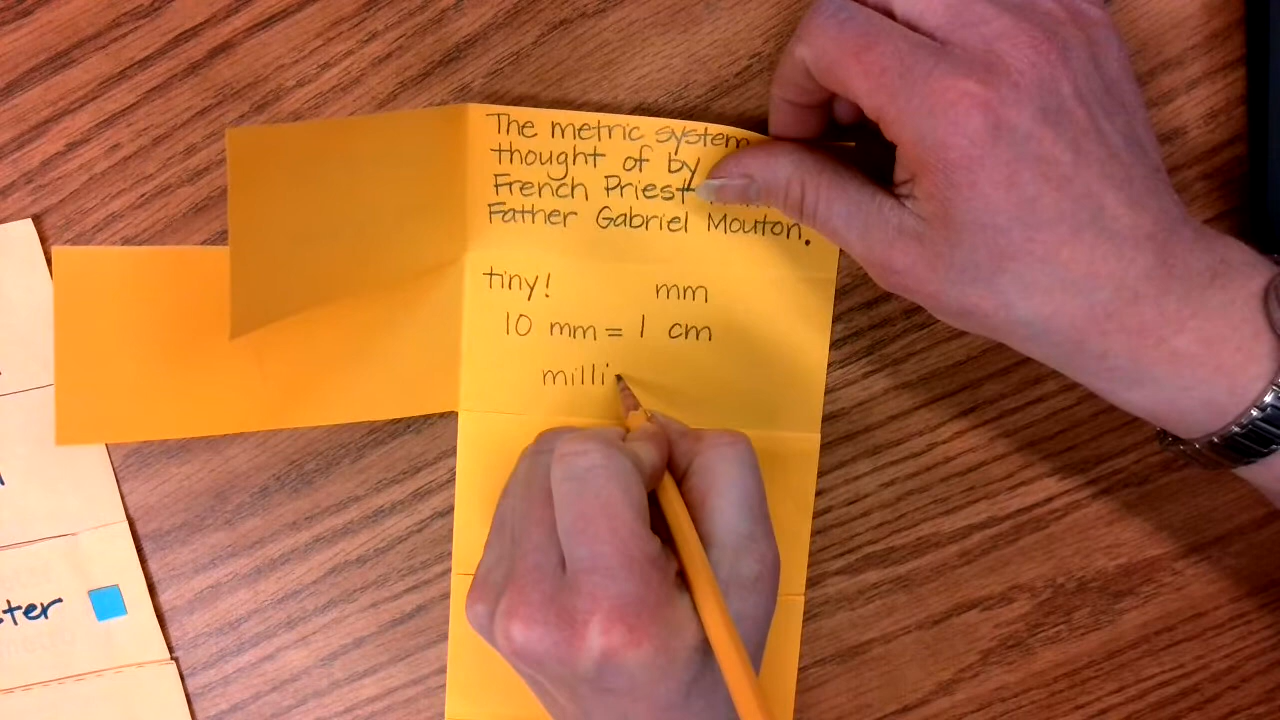 The metric system
thought of by
French Priest
Father Gabriel Mouton.
tiny! mm
10 mm = 1 cm
milli
ter